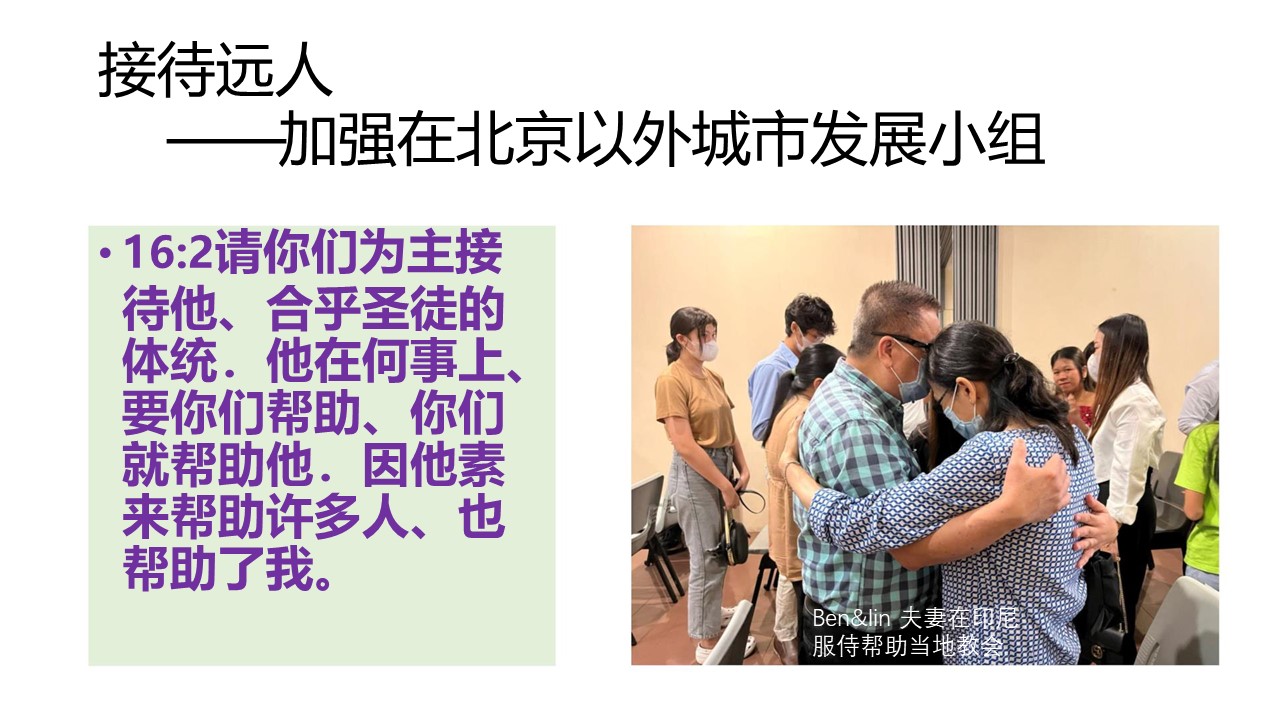 接待远人
——加强在北京以外城市发展小组
• 16:2请你们为主接
待他、合乎圣徒的
体统．他在何事上、
要你们帮助、你们
就帮助他．因他素
来帮助许多人、也
帮助了我。
Ben&lin 夫妻在印尼
服侍帮助当地教会